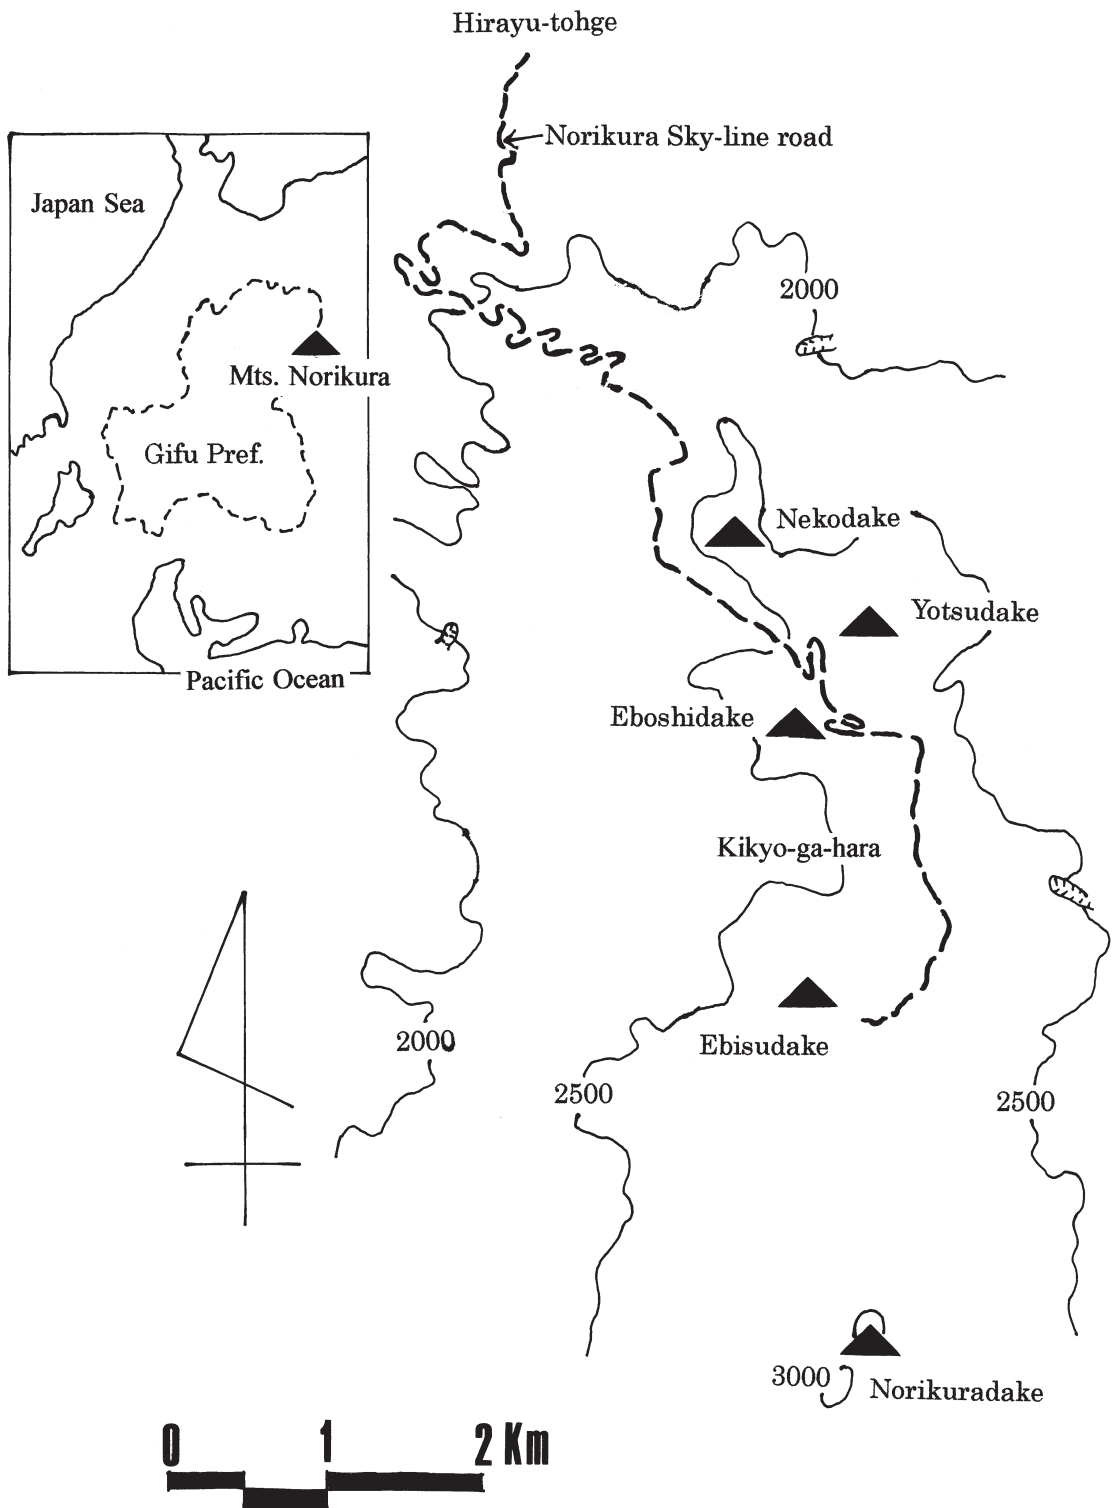 Hirayu-tohge
Norikura Sky-line road
Japan Sea
2000
Mts. Norikura
Gifu Pref.
Nekodake
Yotsudake
Pacific Ocean
Eboshidake
Kikyo-ga-hara
2000
Ebisudake
2500
2500
3000
Norikuradake
0 1 2 Km